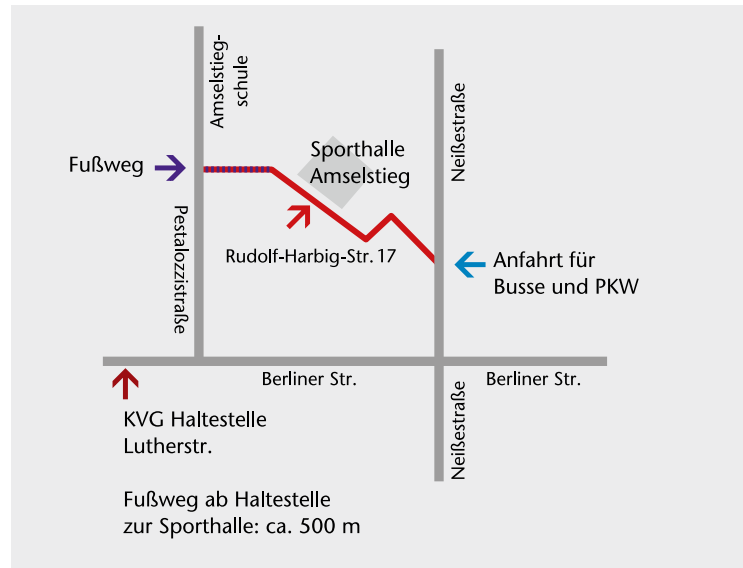 Amselstieg-
schule
Neißestraße
Fußweg
Sporthalle
Amselstieg
Pestalozzistraße
Rudolf-Harbig-Str. 17
Anfahrt für
Busse und PKW
Berliner Str.
Berliner Str.
Neißestraße
KVG Haltestelle
Lutherstr.
Fußweg ab Haltestelle
zur Sporthalle: ca. 500 m